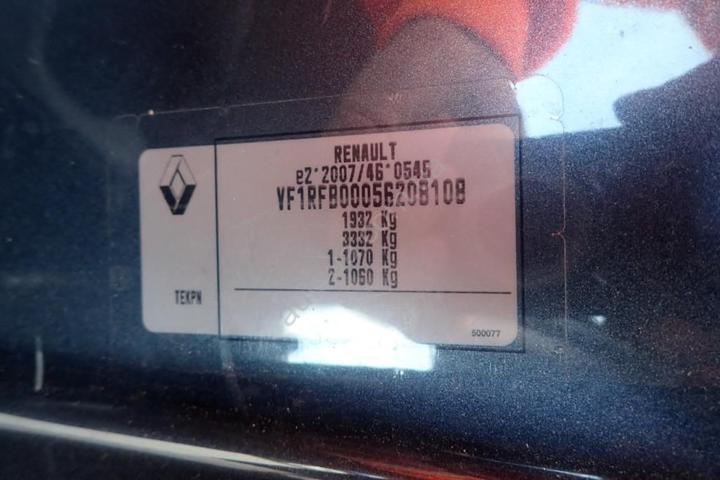 RENAULT
e2*2007/46*0545
VF1RFB00056208108
1932 Kg
3332 Kg
1-1070 Kg
2-1060 Kg
TEKPN
500077